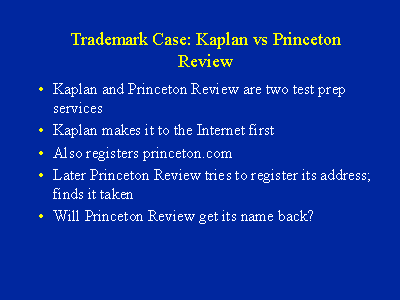 Trademark Case: Kaplan vs Princeton
Review
• Kaplan and Princeton Review are two test prep
services
• Kaplan makes it to the Internet first
• Also registers princeton.com
• Later Princeton Review tries to register its address;
finds it taken
• Will Princeton Review get its name back?